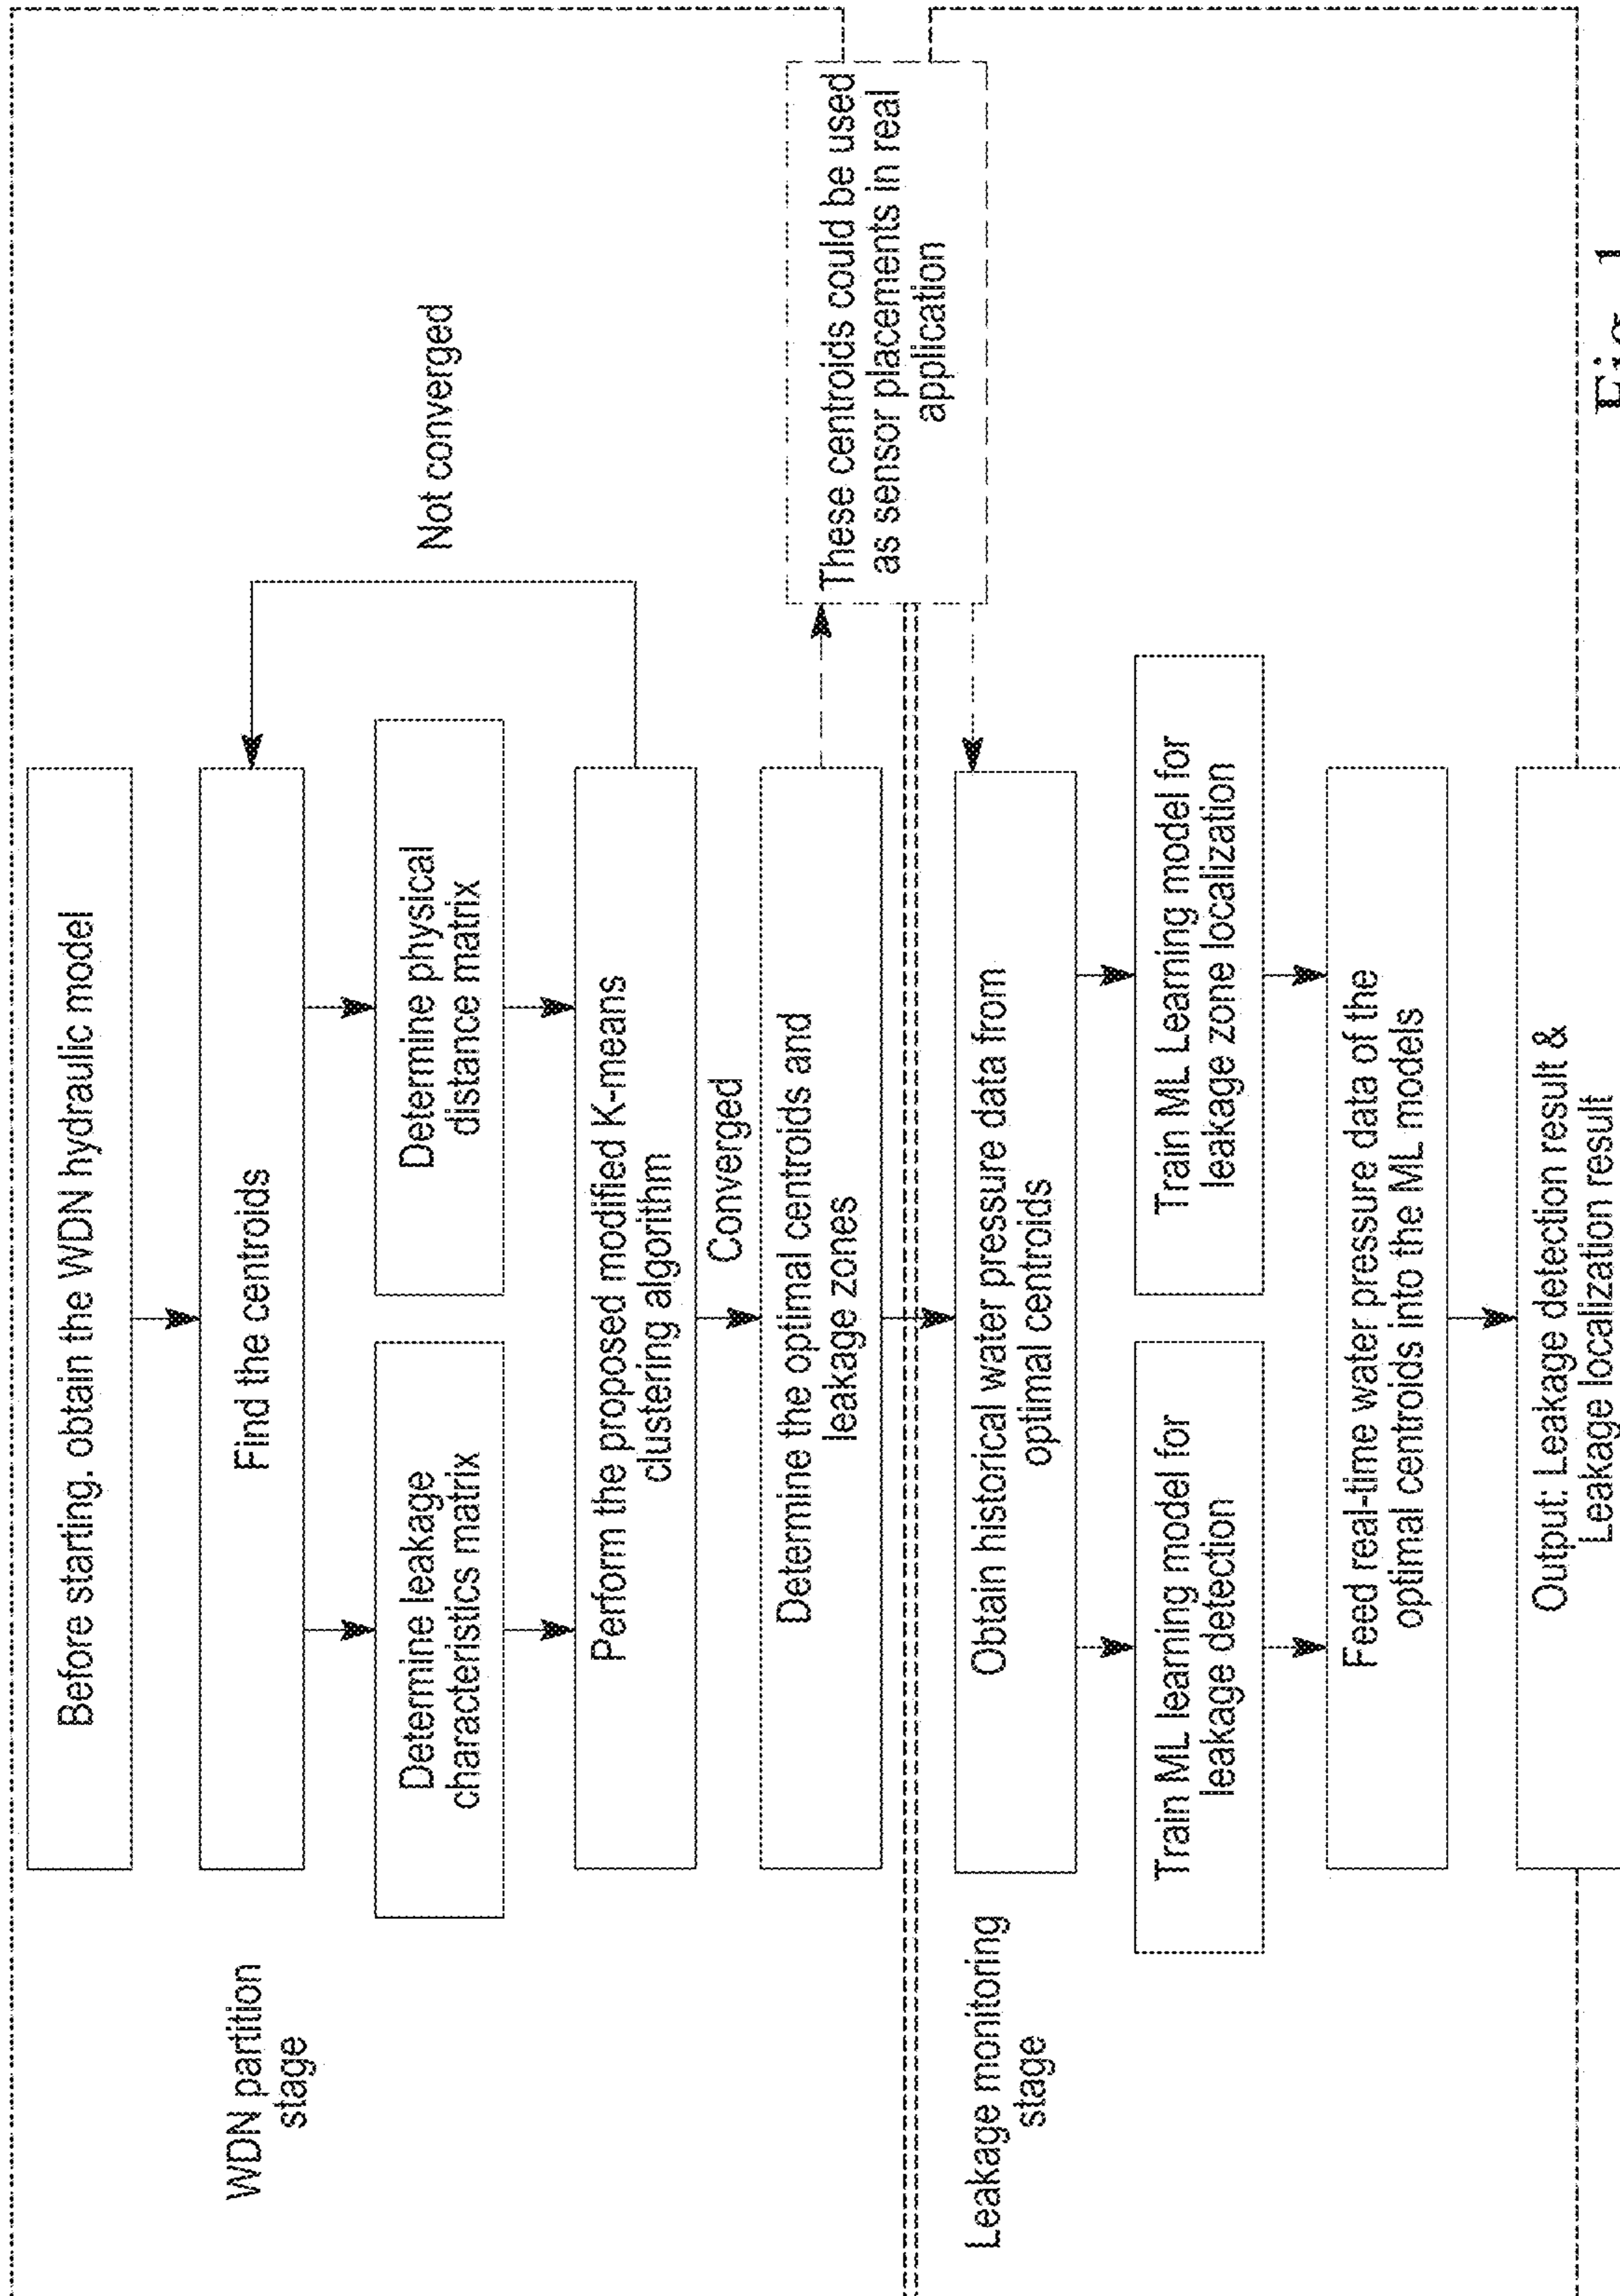 WDN partition
stage
Before starting, obtain the WDN hydraulic model
Find the centroids
Determine leakage
characteristics matrix
Determine physical
distance matrix
Not converged
Perform the proposed modified K-means
clustering algorithm
Converged
Determine the optimal centroids and
leakage zones
These centroids could be used
as sensor placements in real
application
Leakage monitoring
stage
Obtain historical water pressure data from
optimal centroids
Train ML learning model for
leakage detection
Train ML Learning model for
leakage zone localization
Feed real-time water pressure data of the
optimal centroids into the ML models
Output: Leakage detection result &
Leakage localization result
Fig. 1